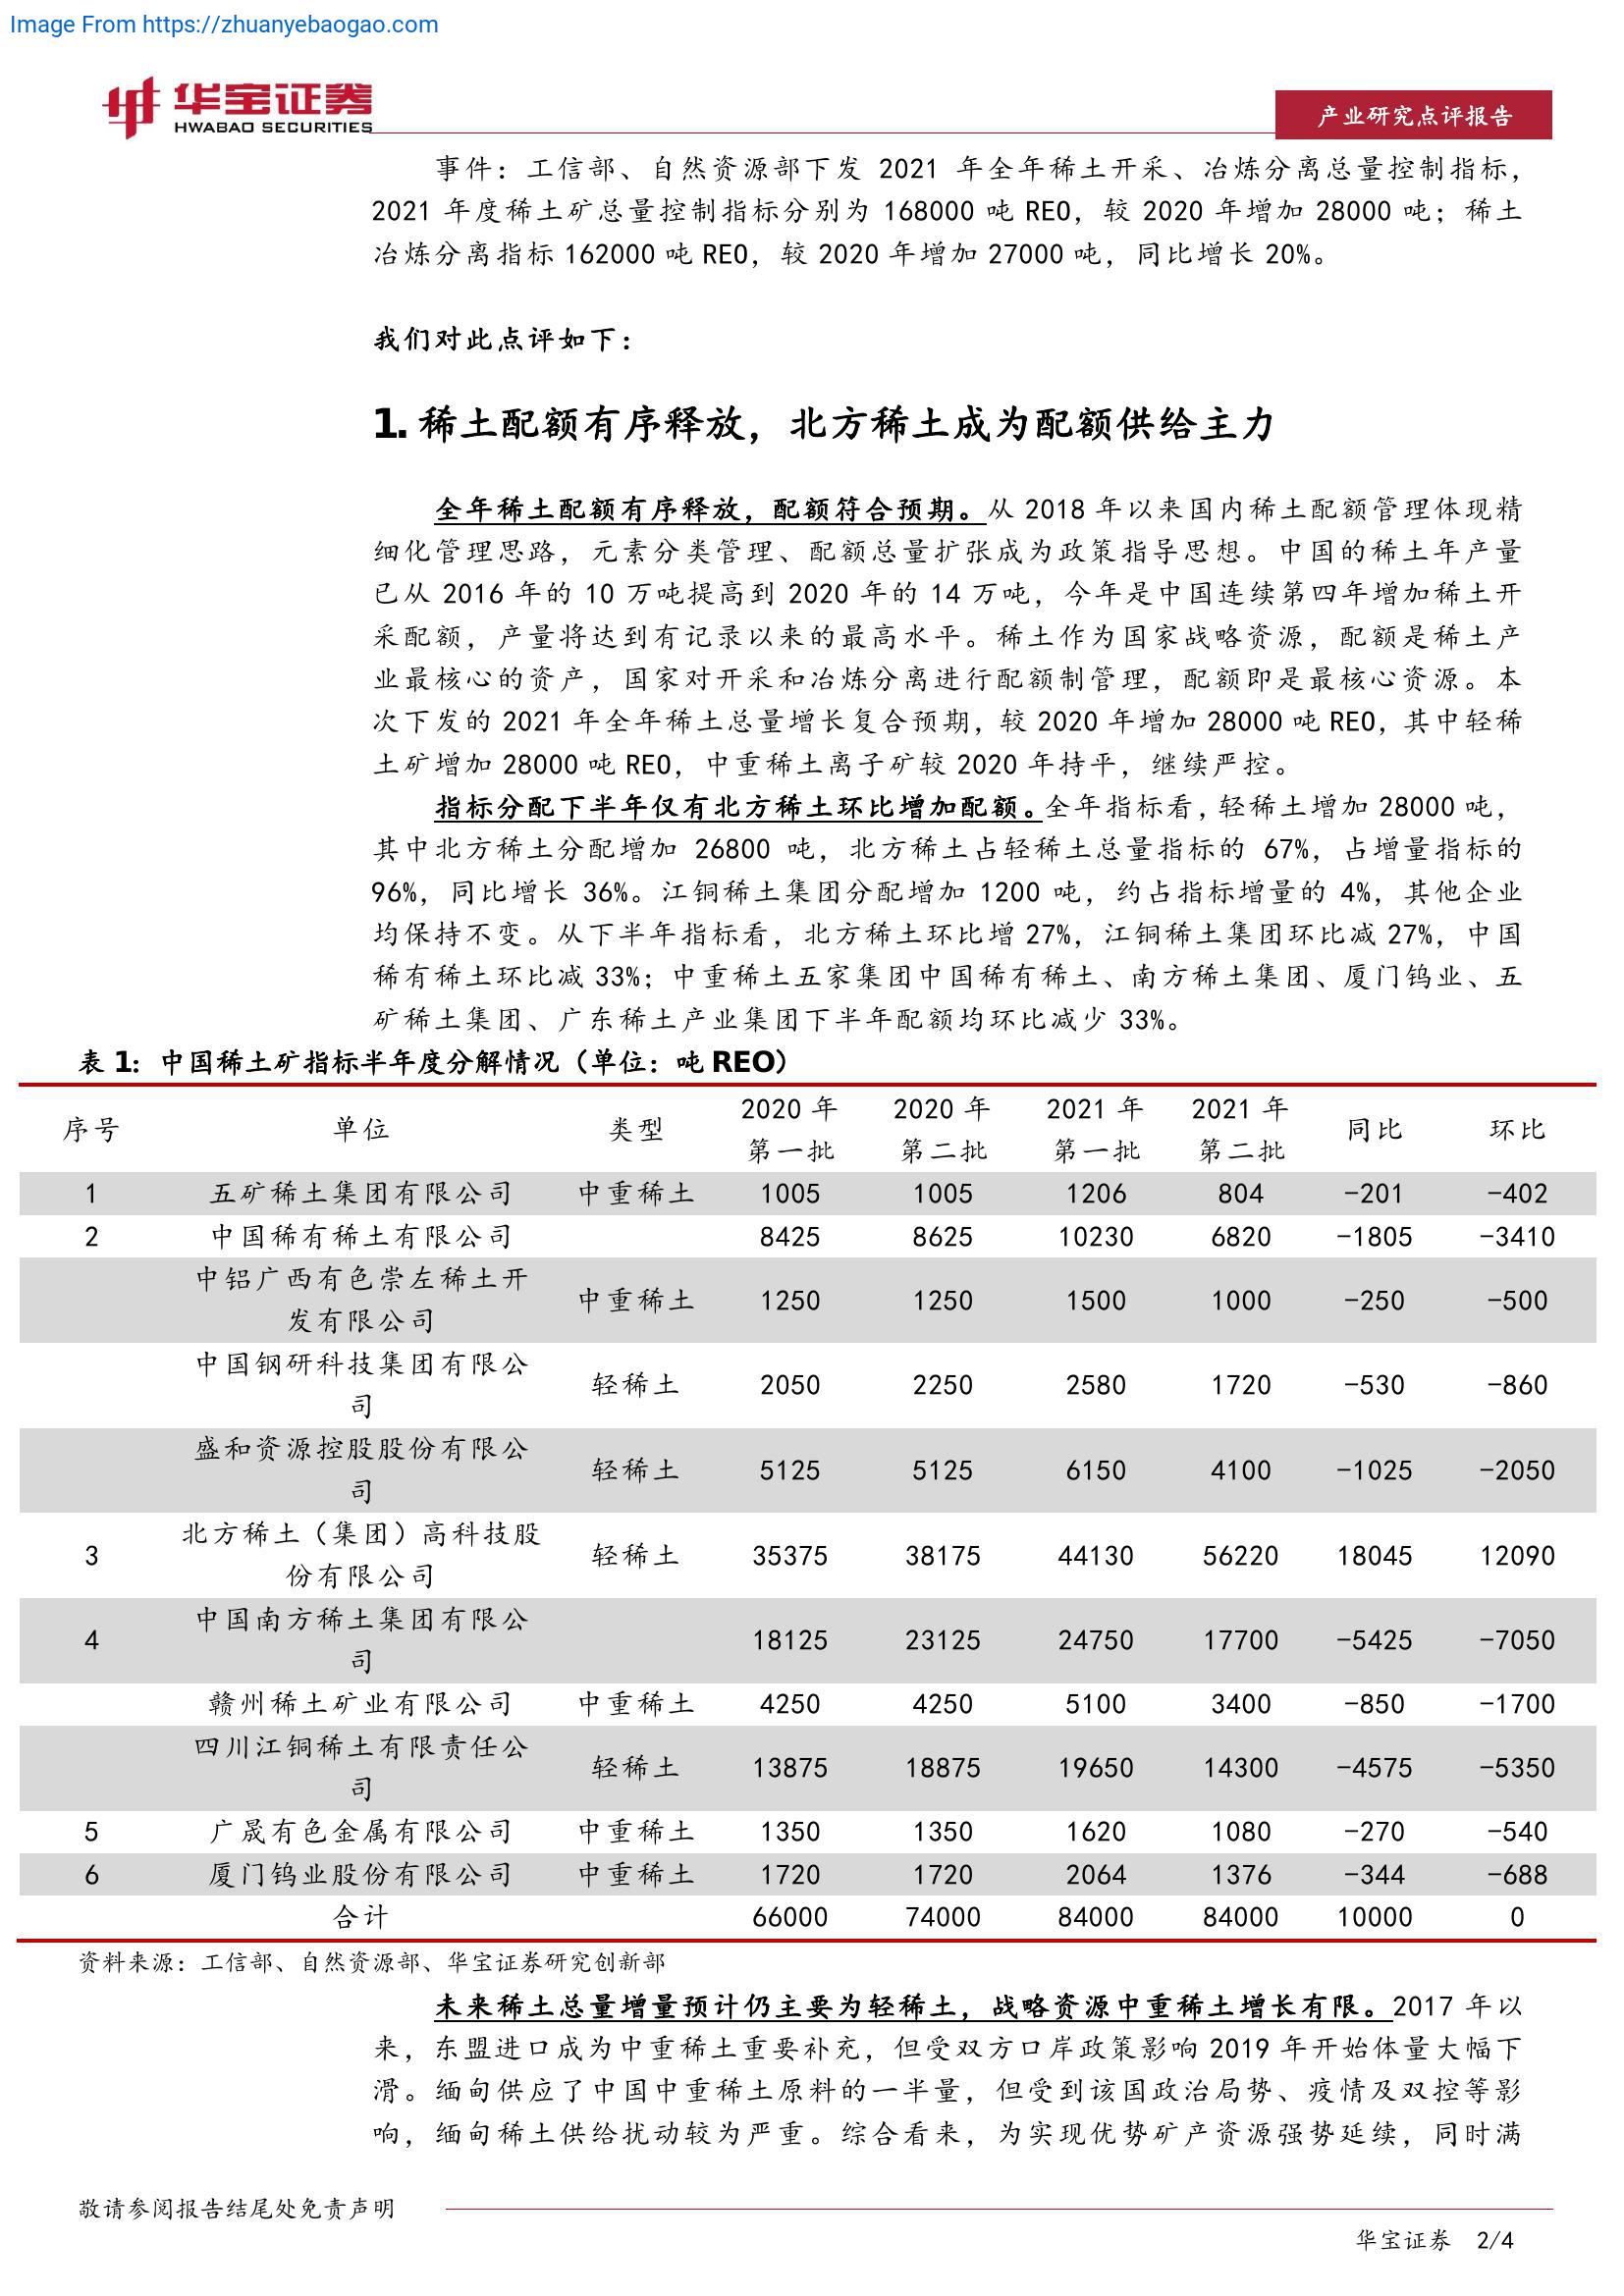 Image From https://zhuanyebaogao.com
华宝证券
HWABAO SECURITIES
产业研究点评报告
事件：工信部、自然资源部下发 2021 年全年稀土开采、冶炼分离总量控制指标，
2021 年度稀土矿总量控制指标分别为 168000 吨 REO，较 2020 年增加 28000 吨；稀土
冶炼分离指标 162000 吨 REO，较 2020 年增加 27000 吨，同比增长 20%。
我们对此点评如下：
1. 稀土配额有序释放，北方稀土成为配额供给主力
全年稀土配额有序释放，配额符合预期。从 2018 年以来国内稀土配额管理体现精
细化管理思路，元素分类管理、配额总量扩张成为政策指导思想。中国的稀土年产量
已从 2016 年的 10 万吨提高到 2020 年的 14 万吨，今年是中国连续第四年增加稀土开
采配额，产量将达到有记录以来的最高水平。稀土作为国家战略资源，配额是稀土产
业最核心的资产，国家对开采和冶炼分离进行配额制管理，配额即是最核心资源。本
次下发的 2021 年全年稀土总量增长复合预期，较 2020 年增加 28000 吨 REO，其中轻稀
土矿增加 28000 吨 REO，中重稀土离子矿较 2020 年持平，继续严控。
指标分配下半年仅有北方稀土环比增加配额。全年指标看，轻稀土增加 28000 吨，
其中北方稀土分配增加 26800 吨，北方稀土占轻稀土总量指标的 67%，占增量指标的
96%，同比增长 36%。江铜稀土集团分配增加 1200 吨，约占指标增量的 4%，其他企业
均保持不变。从下半年指标看，北方稀土环比增 27%，江铜稀土集团环比减 27%，中国
稀有稀土环比减 33%；中重稀土五家集团中国稀有稀土、南方稀土集团、厦门钨业、五
矿稀土集团、广东稀土产业集团下半年配额均环比减少 33%。
表 1：中国稀土矿指标半年度分解情况（单位：吨 REO）
序号 单位 类型 2020 年 第一批 2020 年 第二批 2021 年 第一批 2021 年 第二批 同比 环比
1 五矿稀土集团有限公司 中重稀土 1005 1005 1206 804 -201 -402
2 中国稀有稀土有限公司 8425 8625 10230 6820 -1805 -3410
中铝广西有色崇左稀土开
发有限公司 中重稀土 1250 1250 1500 1000 -250 -500
中国钢研科技集团有限公
司 轻稀土 2050 2250 2580 1720 -530 -860
盛和资源控股股份有限公
司 轻稀土 5125 5125 6150 4100 -1025 -2050
3 北方稀土（集团）高科技股
份有限公司 轻稀土 35375 38175 44130 56220 18045 12090
4 中国南方稀土集团有限公
司 18125 23125 24750 17700 -5425 -7050
赣州稀土矿业有限公司 中重稀土 4250 4250 5100 3400 -850 -1700
四川江铜稀土有限责任公
司 轻稀土 13875 18875 19650 14300 -4575 -5350
5 广晟有色金属有限公司 中重稀土 1350 1350 1620 1080 -270 -540
6 厦门钨业股份有限公司 中重稀土 1720 1720 2064 1376 -344 -688
合计 66000 74000 84000 84000 10000 0
资料来源：工信部、自然资源部、华宝证券研究创新部
未来稀土总量增量预计仍主要为轻稀土，战略资源中重稀土增长有限。2017 年以
来，东盟进口成为中重稀土重要补充，但受双方口岸政策影响 2019 年开始体量大幅下
滑。缅甸供应了中国中重稀土原料的一半量，但受到该国政治局势、疫情及双控等影
响，缅甸稀土供给扰动较为严重。综合看来，为实现优势矿产资源强势延续，同时满
敬请参阅报告结尾处免责声明
华宝证券 2/4